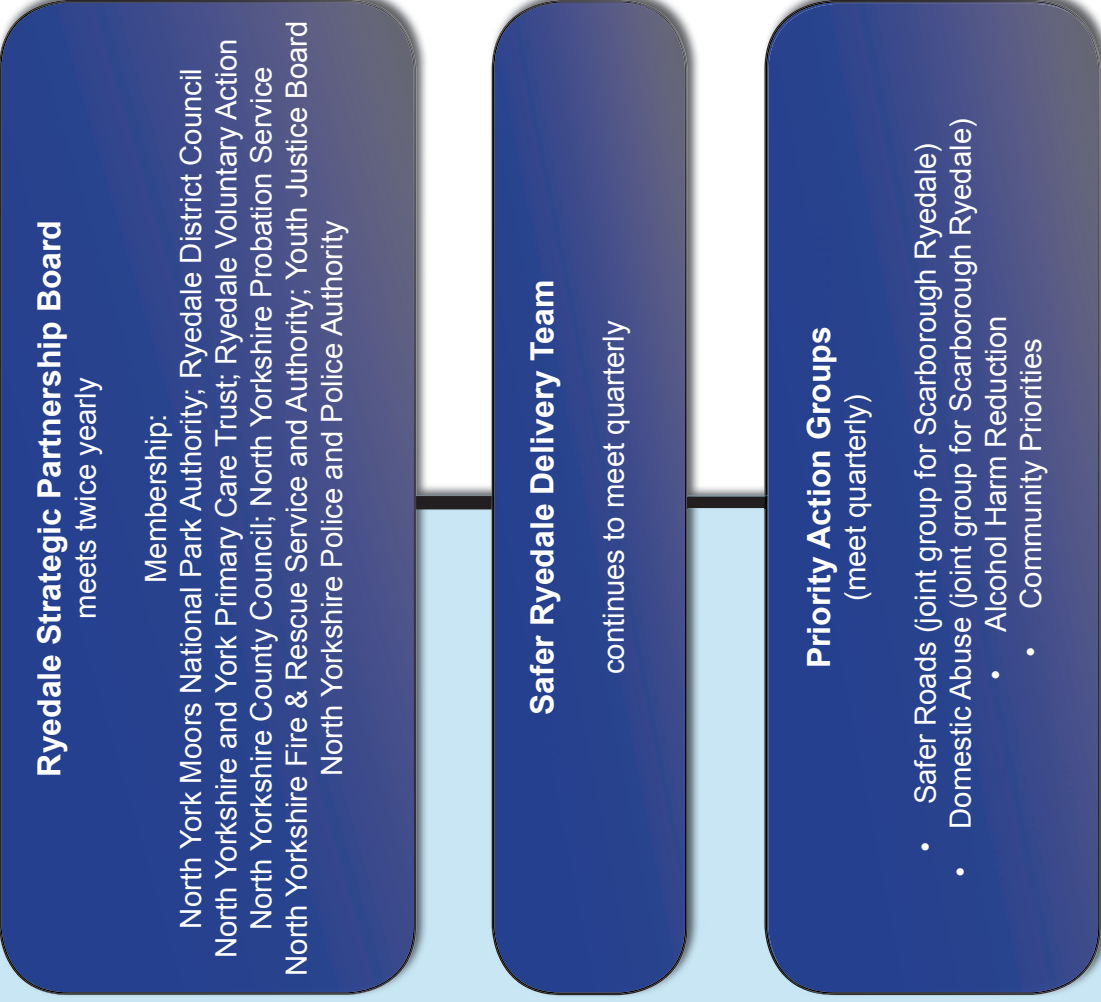 Ryedale Strategic Partnership Board
meets twice yearly
Membership:
North York Moors National Park Authority; Ryedale District Council
North Yorkshire and York Primary Care Trust; Ryedale Voluntary Action
North Yorkshire County Council; North Yorkshire Probation Service
North Yorkshire Fire & Rescue Service and Authority; Youth Justice Board
North Yorkshire Police and Police Authority
Safer Ryedale Delivery Team
continues to meet quarterly
Priority Action Groups
(meet quarterly)
• Safer Roads (joint group for Scarborough Ryedale)
• Domestic Abuse (joint group for Scarborough Ryedale)
• Alcohol Harm Reduction
• Community Priorities